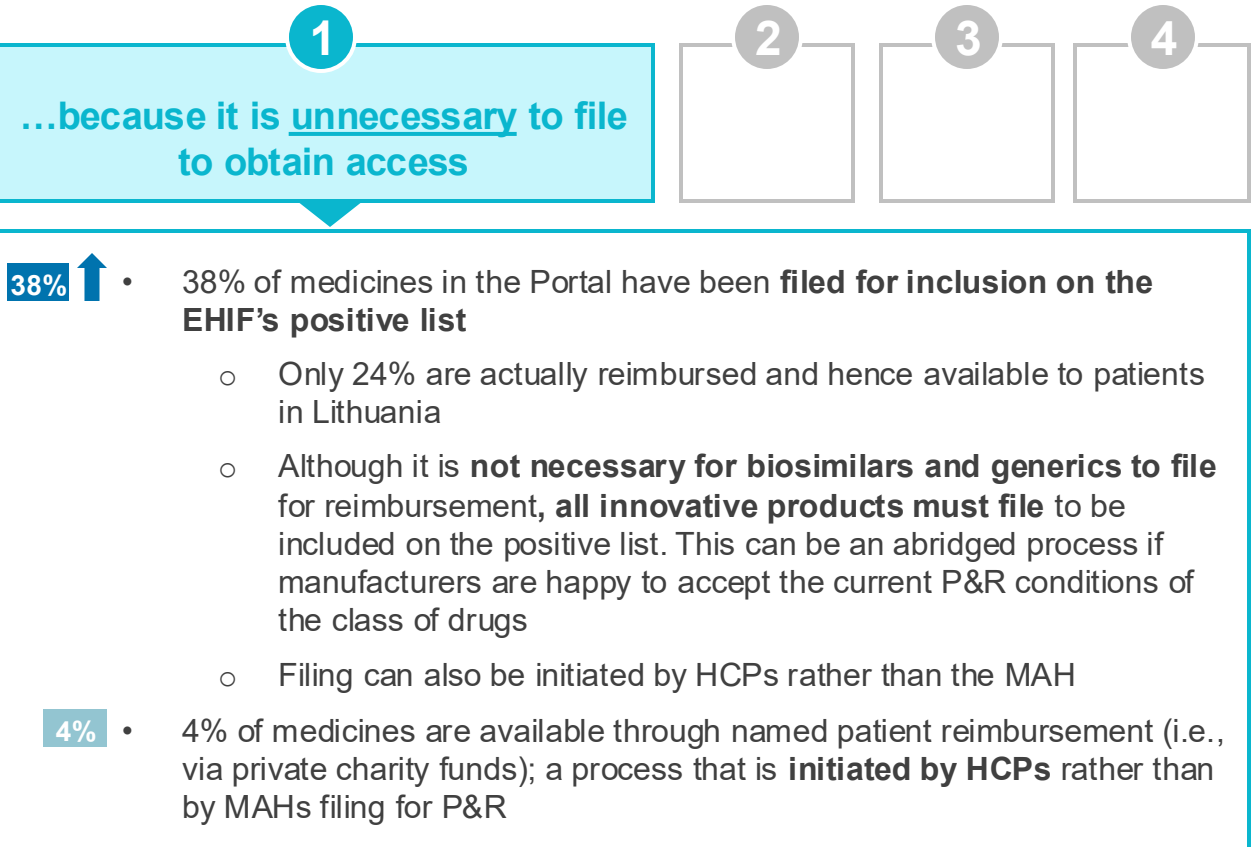 1
2
3
4
…because it is unnecessary to file
to obtain access
38%
• 38% of medicines in the Portal have been filed for inclusion on the
EHIF’s positive list
o Only 24% are actually reimbursed and hence available to patients
in Lithuania
o Although it is not necessary for biosimilars and generics to file
for reimbursement, all innovative products must file to be
included on the positive list. This can be an abridged process if
manufacturers are happy to accept the current P&R conditions of
the class of drugs
o Filing can also be initiated by HCPs rather than the MAH
4%
• 4% of medicines are available through named patient reimbursement (i.e.,
via private charity funds); a process that is initiated by HCPs rather than
by MAHs filing for P&R